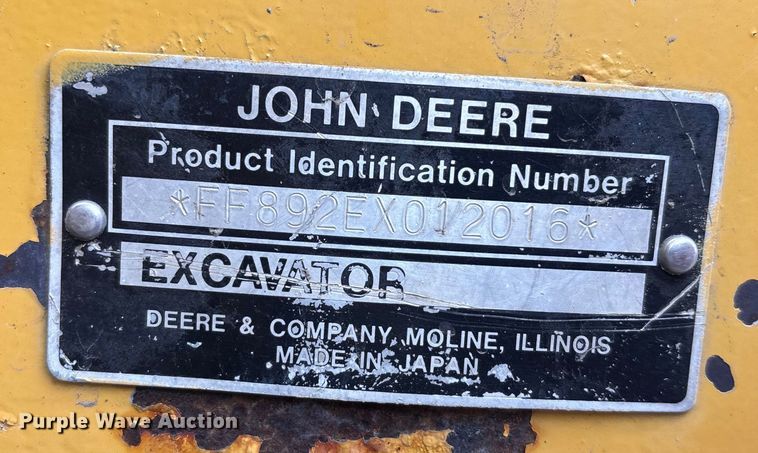 JOHN DEERE
Product Identification Number
*FF892EX012016*
EXCAVATOR
DEERE & COMPANY, MOLINE, ILLINOIS
MADE IN JAPAN
Purple Wave Auction